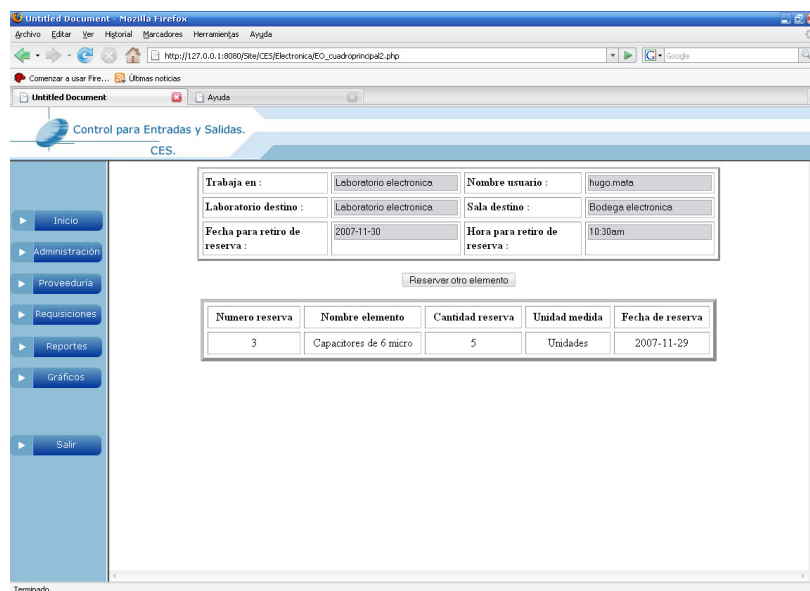 Untitled Document - Mozilla Firefox
Archivo Editar Ver Historial Marcadores Herramientas Ayuda
http://127.0.0.1:8080/Site/CES/Electronica/EO_cuadroprincipal2.php
Google
Comenzar a usar Fire... Últimas noticias
Untitled Document Ayuda
Control para Entradas y Salidas.
CES.
Inicio
Administración
Proveeduría
Requisiciones
Reportes
Gráficos
Salir
Trabaja en : Laboratorio electronica Nombre usuario : hugo.mata
Laboratorio destino : Laboratorio electronica Sala destino : Bodega electronica
Fecha para retiro de reserva : 2007-11-30 Hora para retiro de reserva : 10:30am
Reservar otro elemento
Numero reserva Nombre elemento Cantidad reserva Unidad medida Fecha de reserva
3 Capacitores de 6 micro 5 Unidades 2007-11-29
Terminado